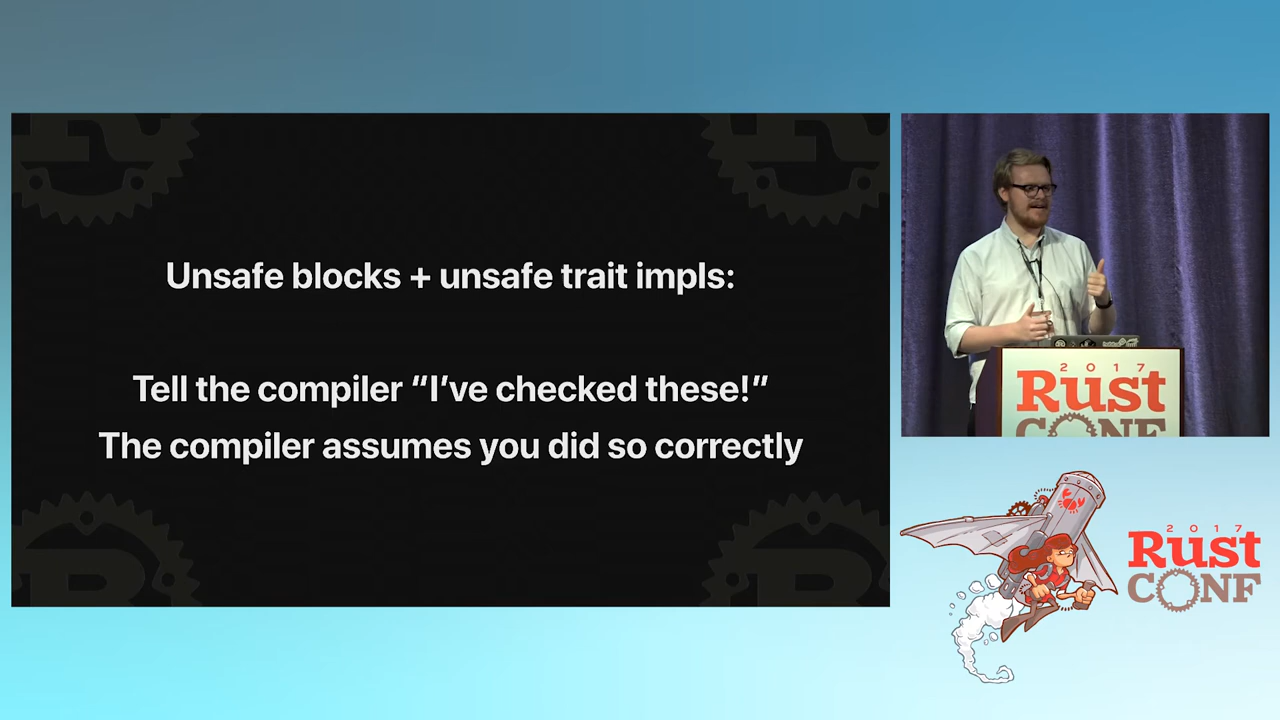 Unsafe blocks + unsafe trait impls:
Tell the compiler “I’ve checked these!”
The compiler assumes you did so correctly
2017
Rust
CONF
2017
Rust
CONF